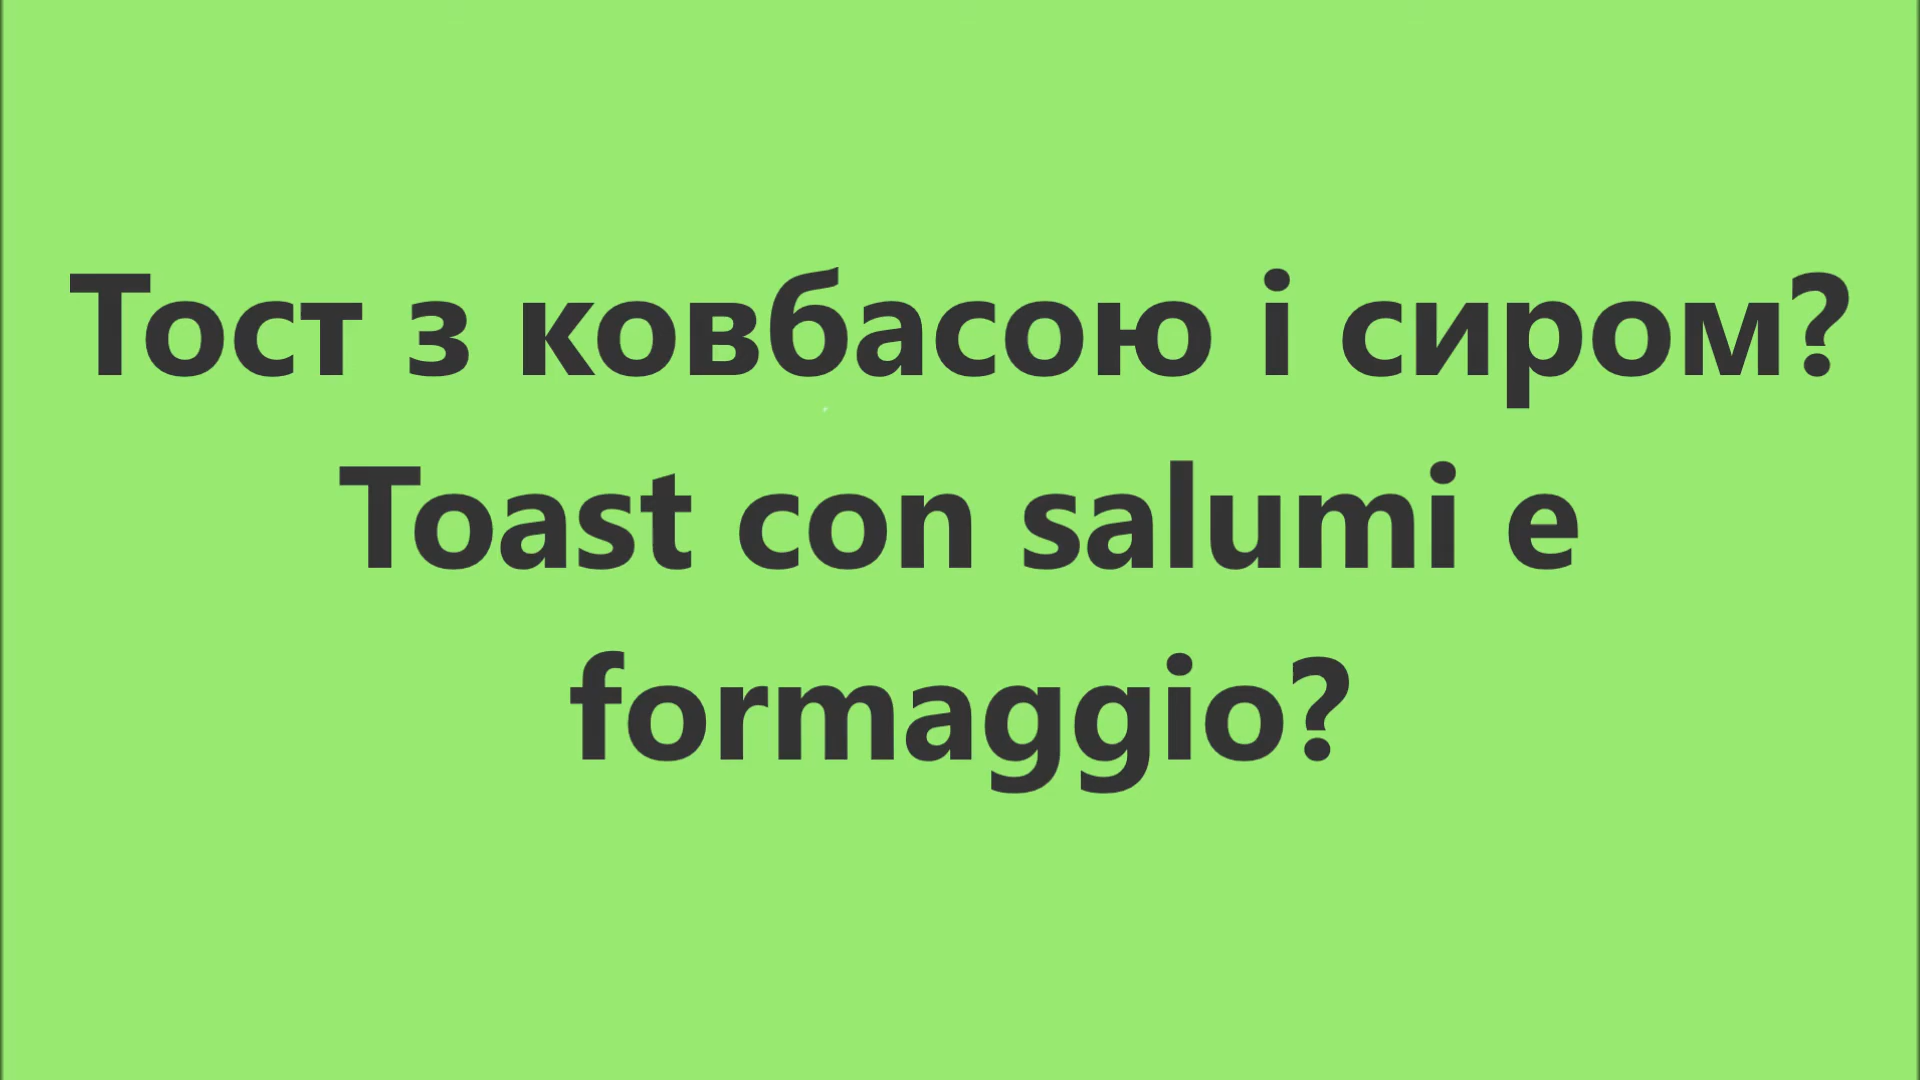 Тост з ковбасою і сиром?
Toast con salumi e
formaggio?